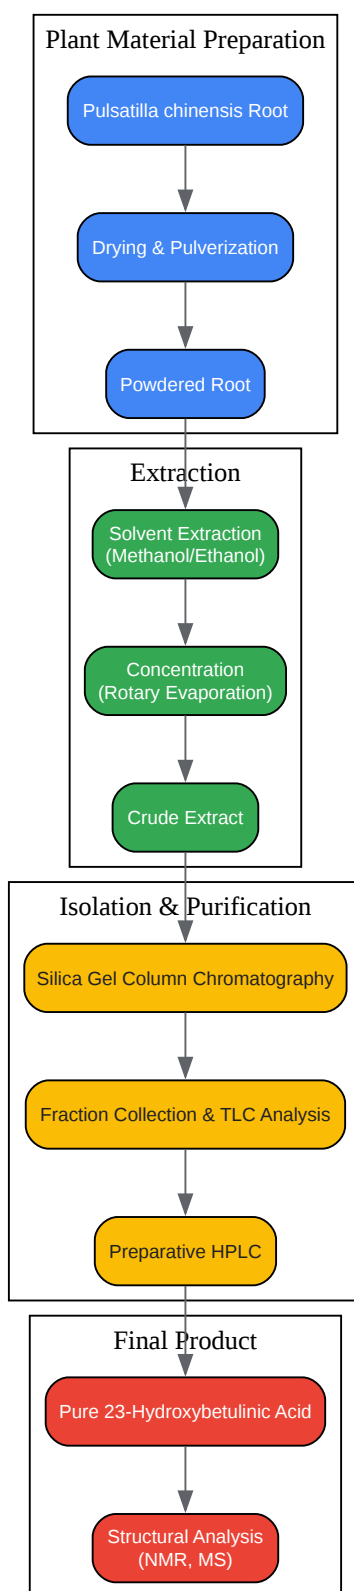 Plant Material Preparation
Pulsatilla chinensis Root
Drying & Pulverization
Powdered Root
Extraction
Solvent Extraction
(Methanol/Ethanol)
Concentration
(Rotary Evaporation)
Crude Extract
Isolation & Purification
Silica Gel Column Chromatography
Fraction Collection & TLC Analysis
Preparative HPLC
Final Product
Pure 23-Hydroxybetulinic Acid
Structural Analysis
(NMR, MS)